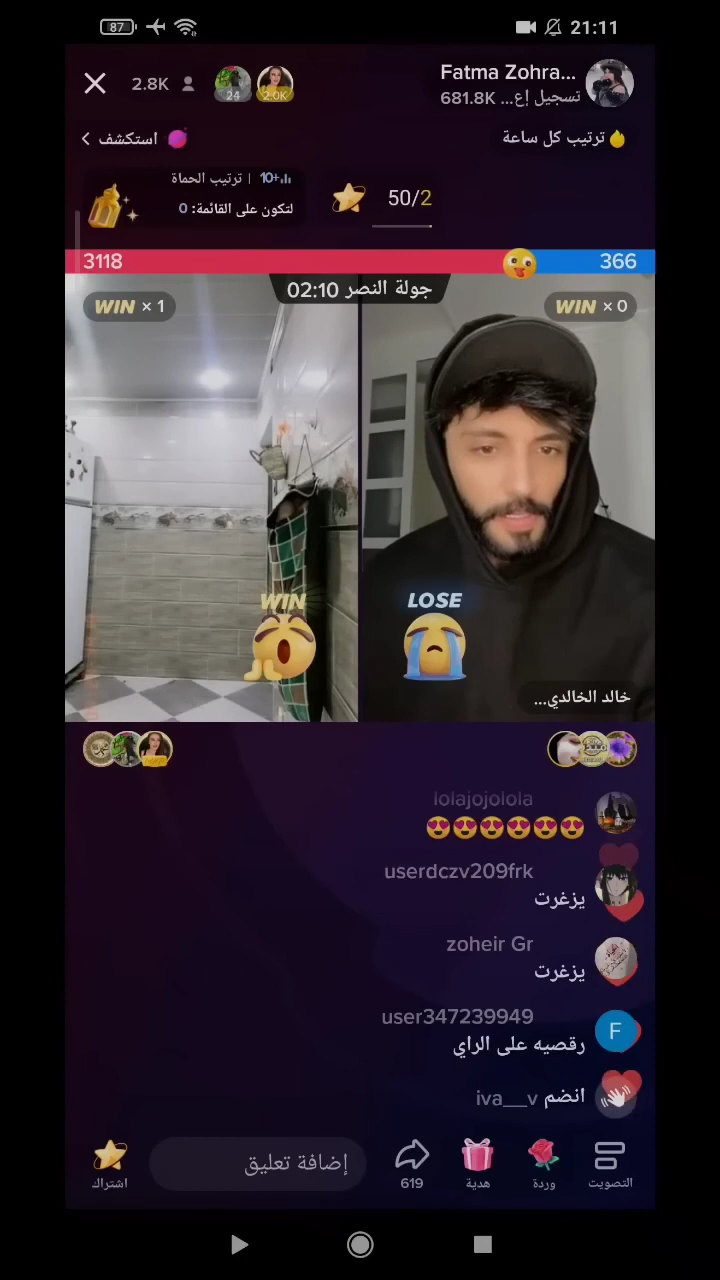 87
21:11
Fatma Zohra...
681.8K تسجيل إع...
2.8K
24
2.0K
ترتيب كل ساعة
استكشف
10+ | ترتيب الحماة
لتكون على القائمة: 0
50/2
3118
366
جولة النصر 02:10
WIN × 1
WIN × 0
WIN
LOSE
خالد الخالدي...
lolajojolola
😍😍😍😍😍😍
userdczv209frk
يزغرت
zoheir Gr
يزغرت
user347239949
F
رقصيه على الراي
iva__v انضم
إضافة تعليق
اشتراك
619
هدية
وردة
التصويت